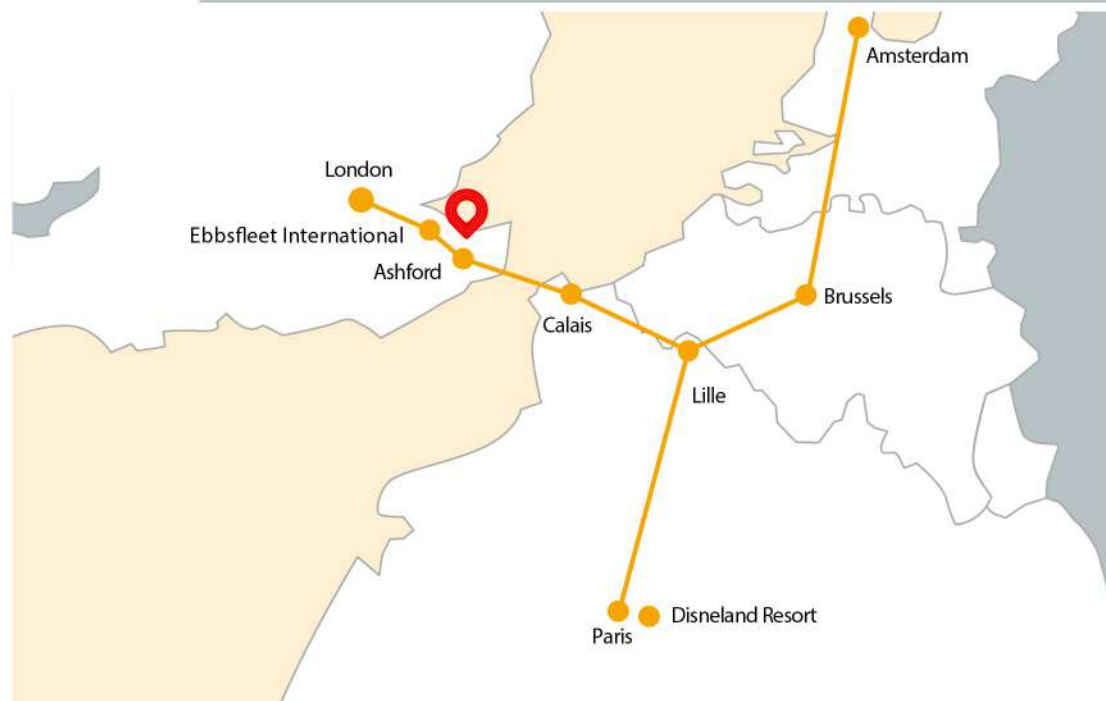 Amsterdam
London
Ebbsfleet International
Ashford
Calais
Brussels
Lille
Disneland Resort
Paris